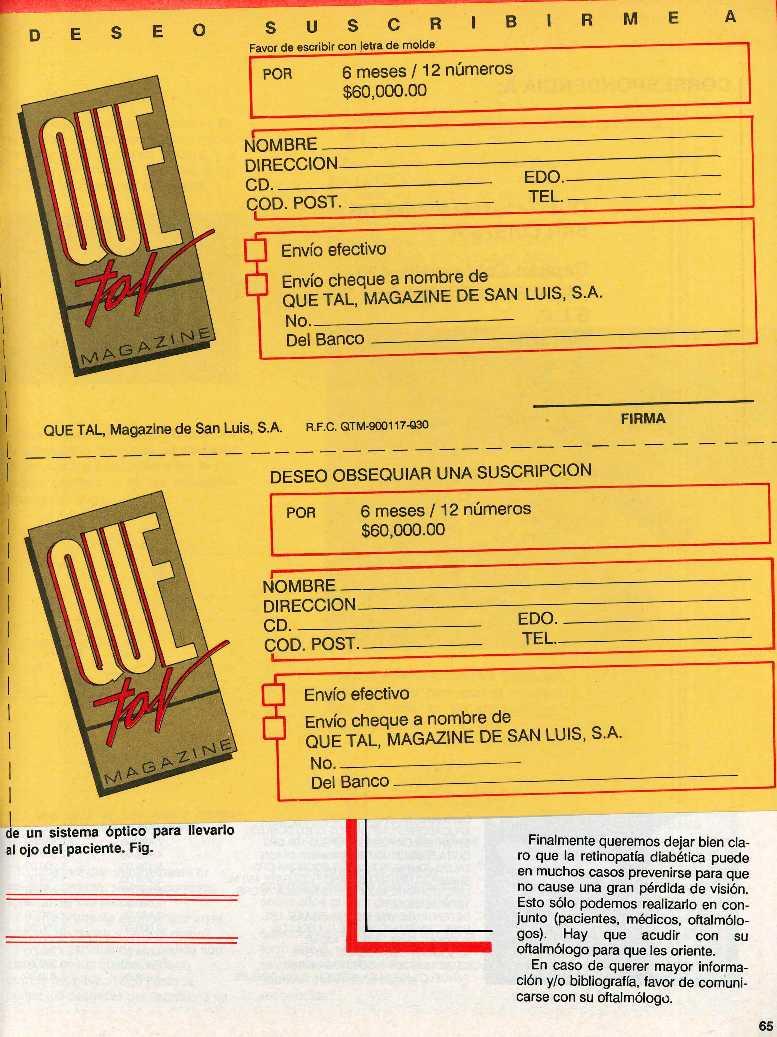 DESEO SUSCRIBIRME A
Favor de escribir con letra de molde
POR 6 meses / 12 números
$60,000.00
QUE
tal
MAGAZINE
NOMBRE
DIRECCION
CD. EDO.
COD. POST. TEL.
Envío efectivo
Envío cheque a nombre de
QUE TAL, MAGAZINE DE SAN LUIS, S.A.
No.
Del Banco
QUE TAL, Magazine de San Luis, S.A. R.F.C. QTM-900117-Q30
FIRMA
DESEO OBSEQUIAR UNA SUSCRIPCION
POR 6 meses / 12 números
$60,000.00
QUE
tal
MAGAZINE
NOMBRE
DIRECCION
CD. EDO.
COD. POST. TEL.
Envío efectivo
Envío cheque a nombre de
QUE TAL, MAGAZINE DE SAN LUIS, S.A.
No.
Del Banco
de un sistema óptico para llevarlo
al ojo del paciente. Fig.
Finalmente queremos dejar bien cla-
ro que la retinopatía diabética puede
en muchos casos prevenirse para que
no cause una gran pérdida de visión.
Esto sólo podemos realizarlo en con-
junto (pacientes, médicos, oftalmólo-
gos). Hay que acudir con su
oftalmólogo para que les oriente.
En caso de querer mayor informa-
ción y/o bibliografía, favor de comuni-
carse con su oftalmólogo.
65